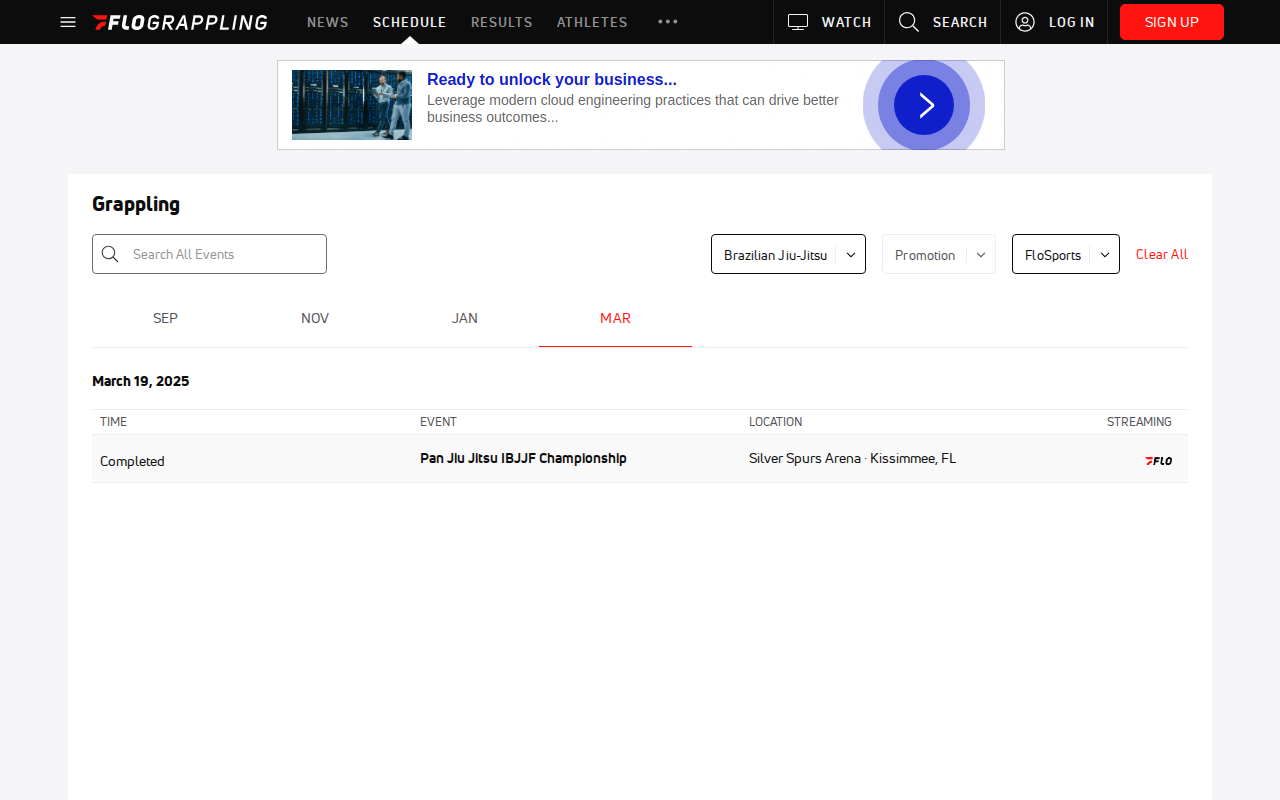 FLOGRAPPLING NEWS SCHEDULE RESULTS ATHLETES WATCH SEARCH LOG IN SIGN UP
Ready to unlock your business...
Leverage modern cloud engineering practices that can drive better
business outcomes...
Grappling
Search All Events Brazilian Jiu-Jitsu Promotion FloSports Clear All
SEP NOV JAN MAR
March 19, 2025
TIME EVENT LOCATION STREAMING
Completed Pan Jiu Jitsu IBJJF Championship Silver Spurs Arena · Kissimmee, FL FLO